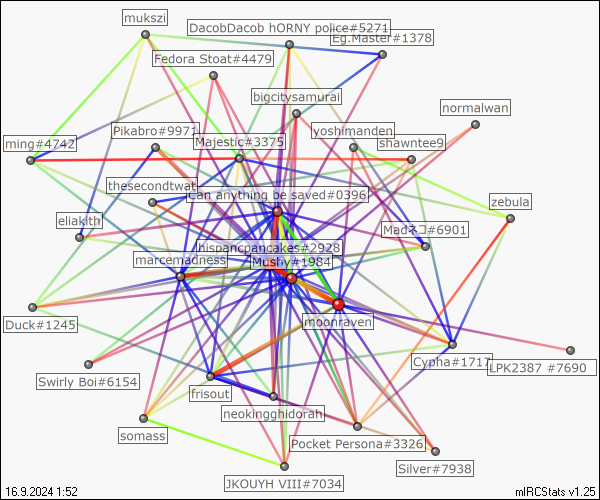 mukszi
DacobDacob hORNY police#5271
Eg.Master#1378
Fedora Stoat#4479
bigcitysamurai
normalwan
Pikabro#9971
yoshimanden
ming#4742
Majestic#3375
shawntee9
thesecondtwat
Can anything be saved#0396
zebula
eliakith
Madネコ#6901
hispancpancakes#2928
marcemadness
Mushy#1984
Duck#1245
moonraven
Cypha#1717
LPK2387 #7690
Swirly Boi#6154
frisout
neokingghidorah
somass
Pocket Persona#3326
Silver#7938
JKOUYH VIII#7034
16.9.2024 1:52
mIRCStats v1.25